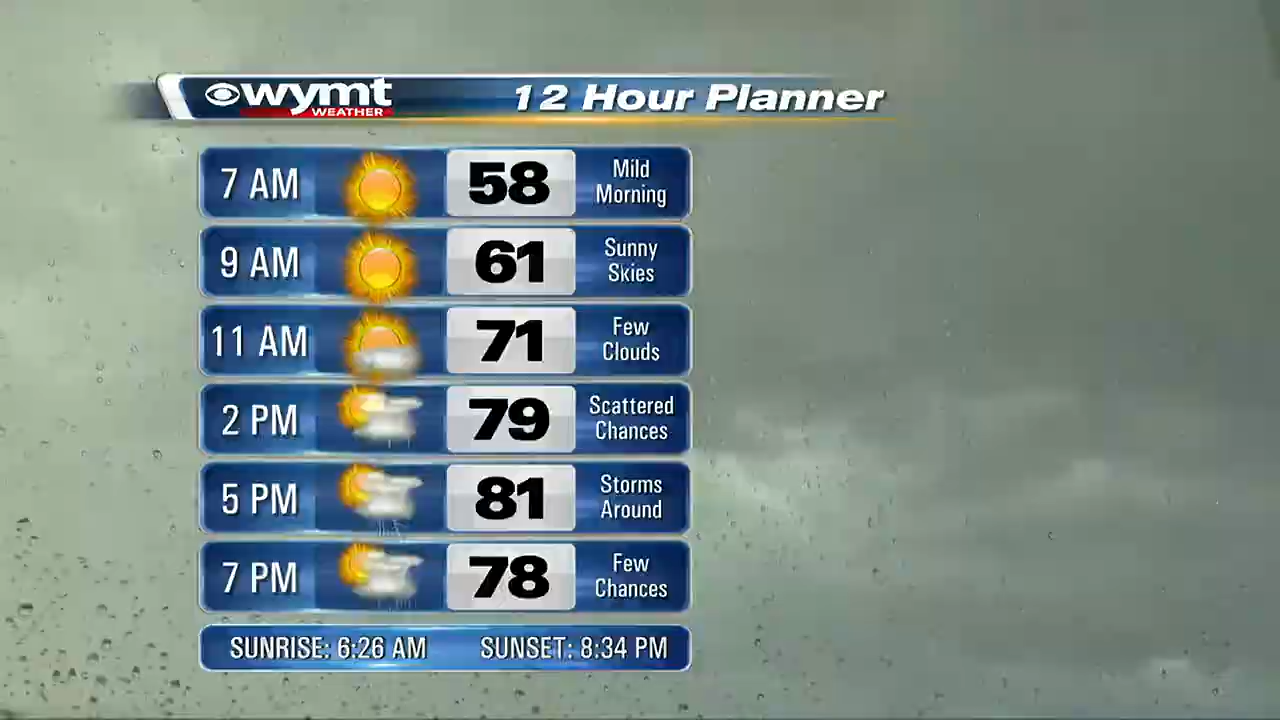 wymt
WEATHER
12 Hour Planner
7 AM
58
Mild
Morning
9 AM
61
Sunny
Skies
11 AM
71
Few
Clouds
2 PM
79
Scattered
Chances
5 PM
81
Storms
Around
7 PM
78
Few
Chances
SUNRISE: 6:26 AM SUNSET: 8:34 PM